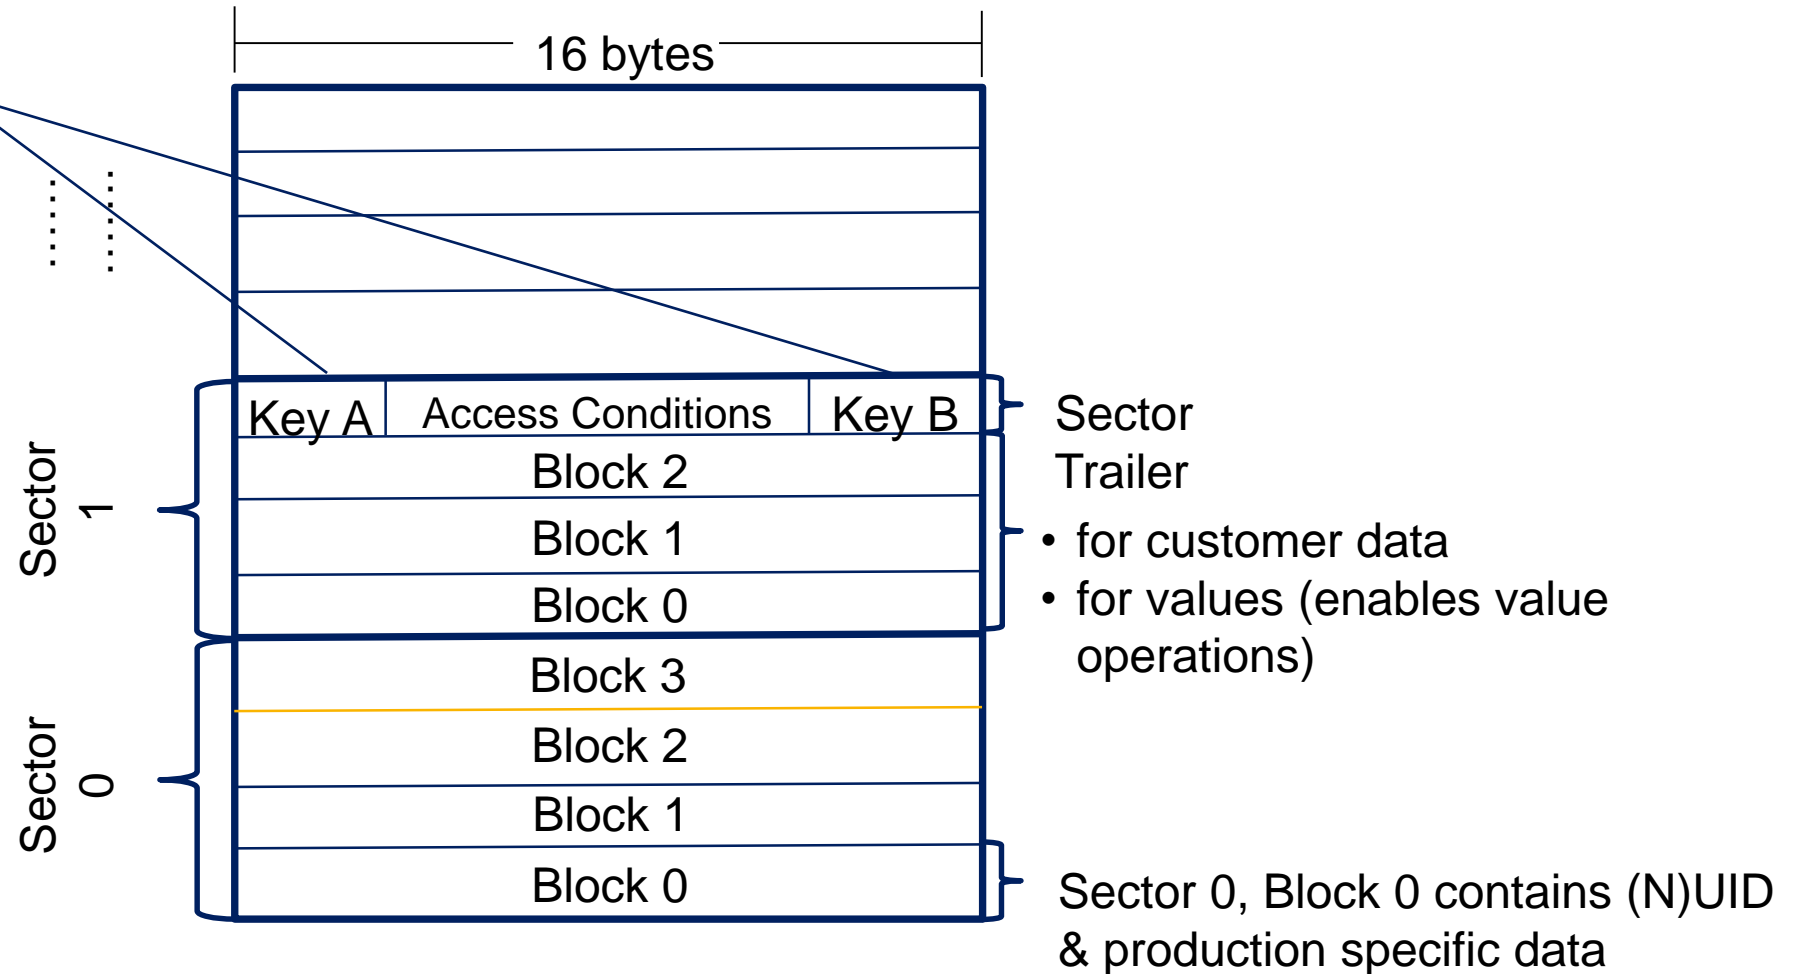 16 bytes
Key A Access Conditions Key B
Sector
Trailer
Block 2
Sector
1
Block 1
• for customer data
• for values (enables value
operations)
Block 0
Block 3
Block 2
Sector
0
Block 1
Block 0
Sector 0, Block 0 contains (N)UID
& production specific data